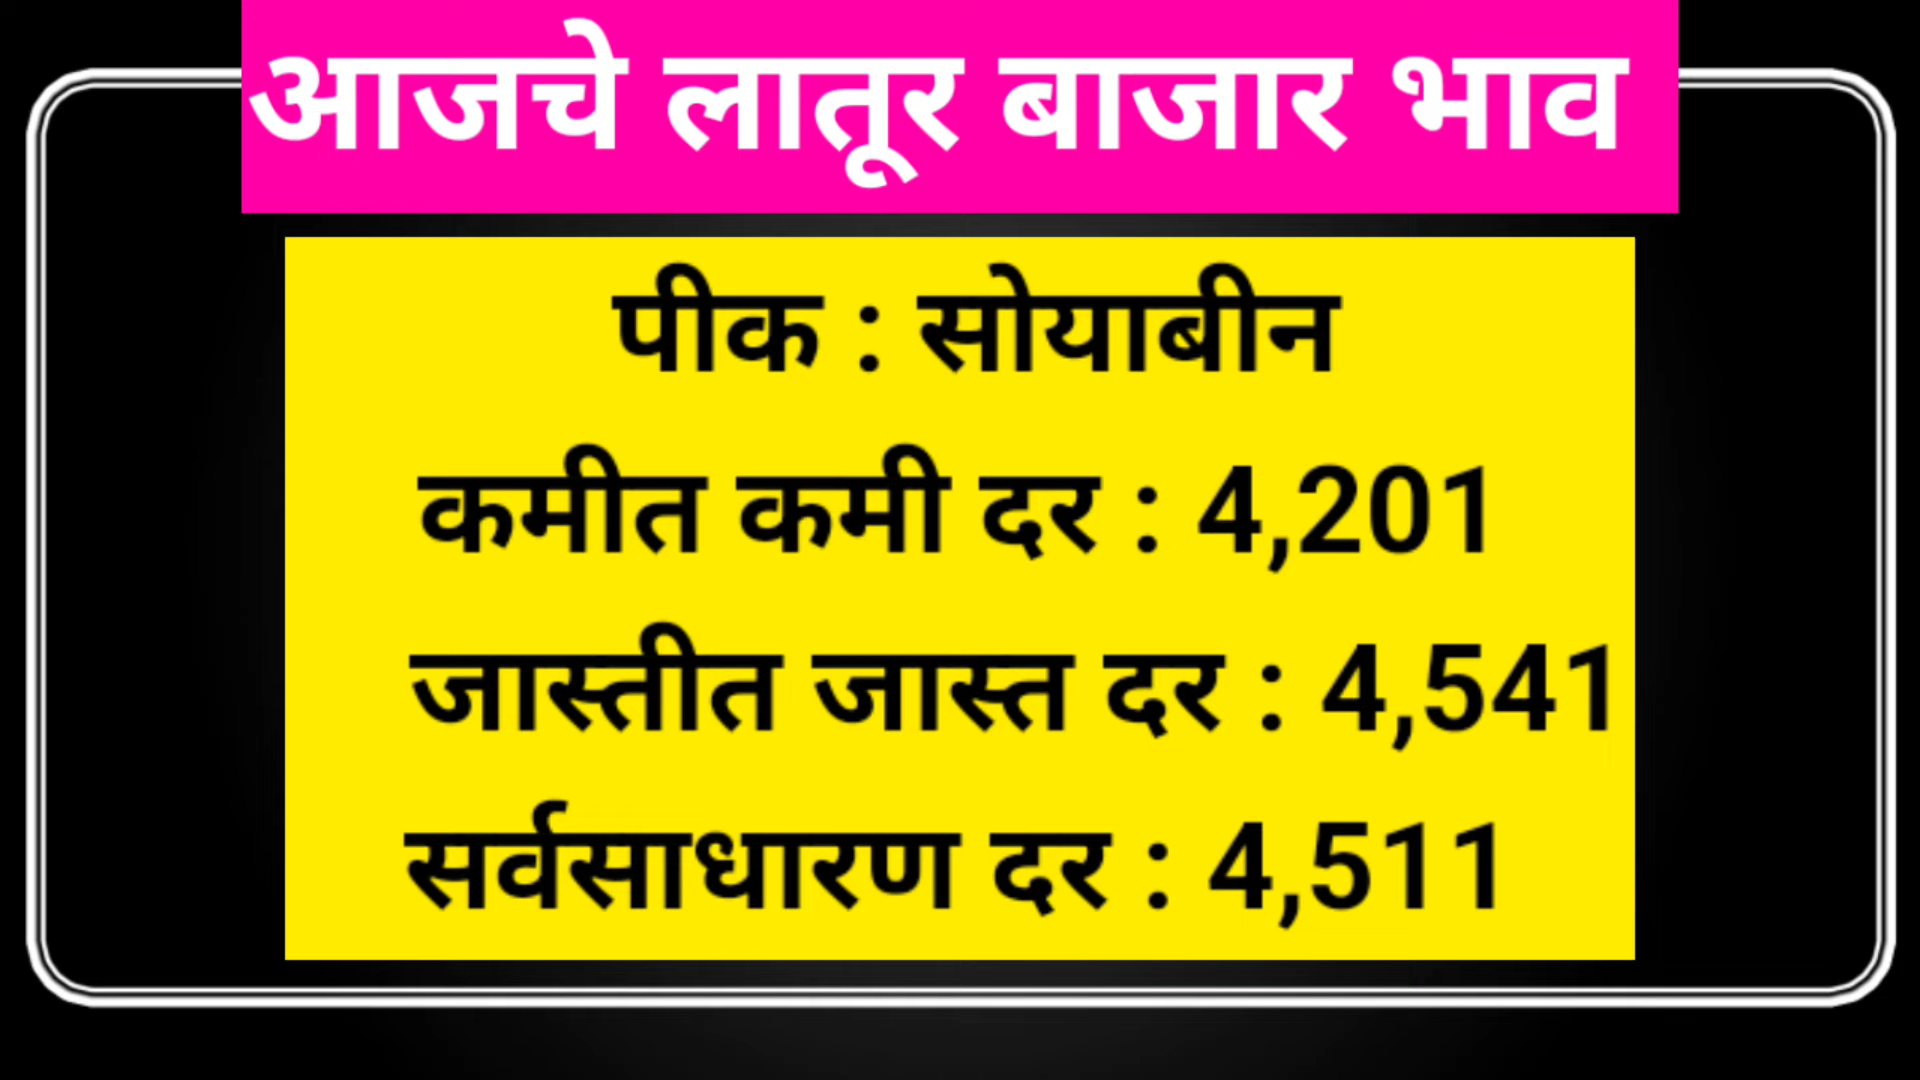 आजचे लातूर बाजार भाव
पीक : सोयाबीन
कमीत कमी दर : 4,201
जास्तीत जास्त दर : 4,541
सर्वसाधारण दर : 4,511